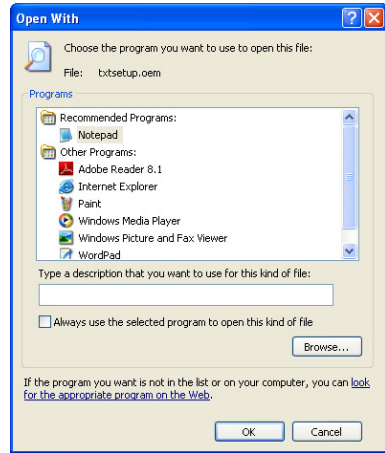 Open With
Choose the program you want to use to open this file:
File: txtsetup.oem
Programs
Recommended Programs:
Notepad
Other Programs:
Adobe Reader 8.1
Internet Explorer
Paint
Windows Media Player
Windows Picture and Fax Viewer
WordPad
Type a description that you want to use for this kind of file:
Always use the selected program to open this kind of file
Browse...
If the program you want is not in the list or on your computer, you can look
for the appropriate program on the Web.
OK Cancel